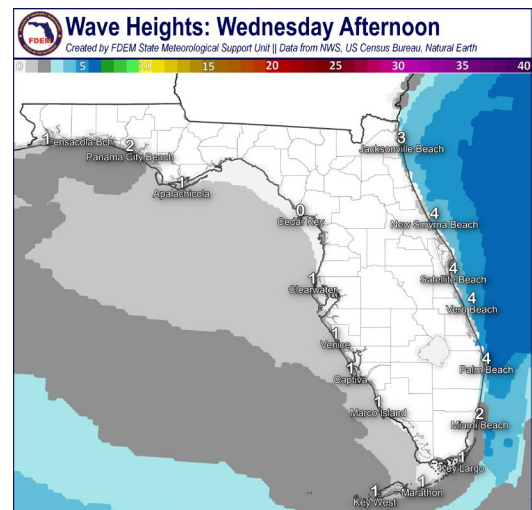 FDEM
Wave Heights: Wednesday Afternoon
Created by FDEM State Meteorological Support Unit || Data from NWS, US Census Bureau, Natural Earth
0 5 10 15 20 25 30 35 40
3
Jacksonville Beach
1
Pensacola Bch.
2
Panama City Beach
1
Apalachicola
0
Cedar Key
4
New Smyrna Beach
4
Satellite Beach
1
Clearwater
4
Vero Beach
1
Venice
4
Palm Beach
1
Captiva
1
Marco Island
2
Miami Beach
1
Key Largo
1
Marathon
1
Key West